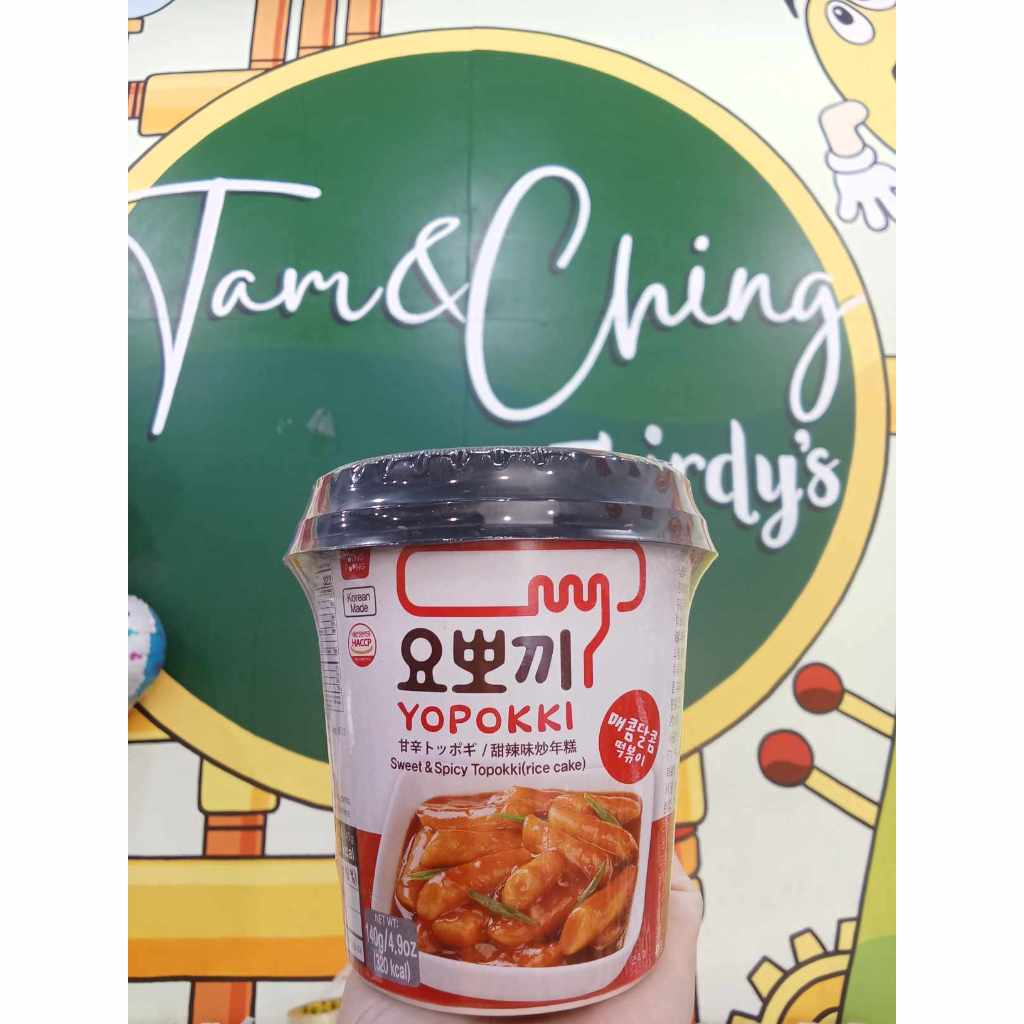 Tam & Ching
Korean
Made
HACCP
요뽀끼
YOPOKKI
甘辛トッポギ / 甜辣味炒年糕
Sweet & Spicy Topokki(rice cake)
매콤달콤
떡볶이
NET WT:
140g/4.9oz
(320 kcal)